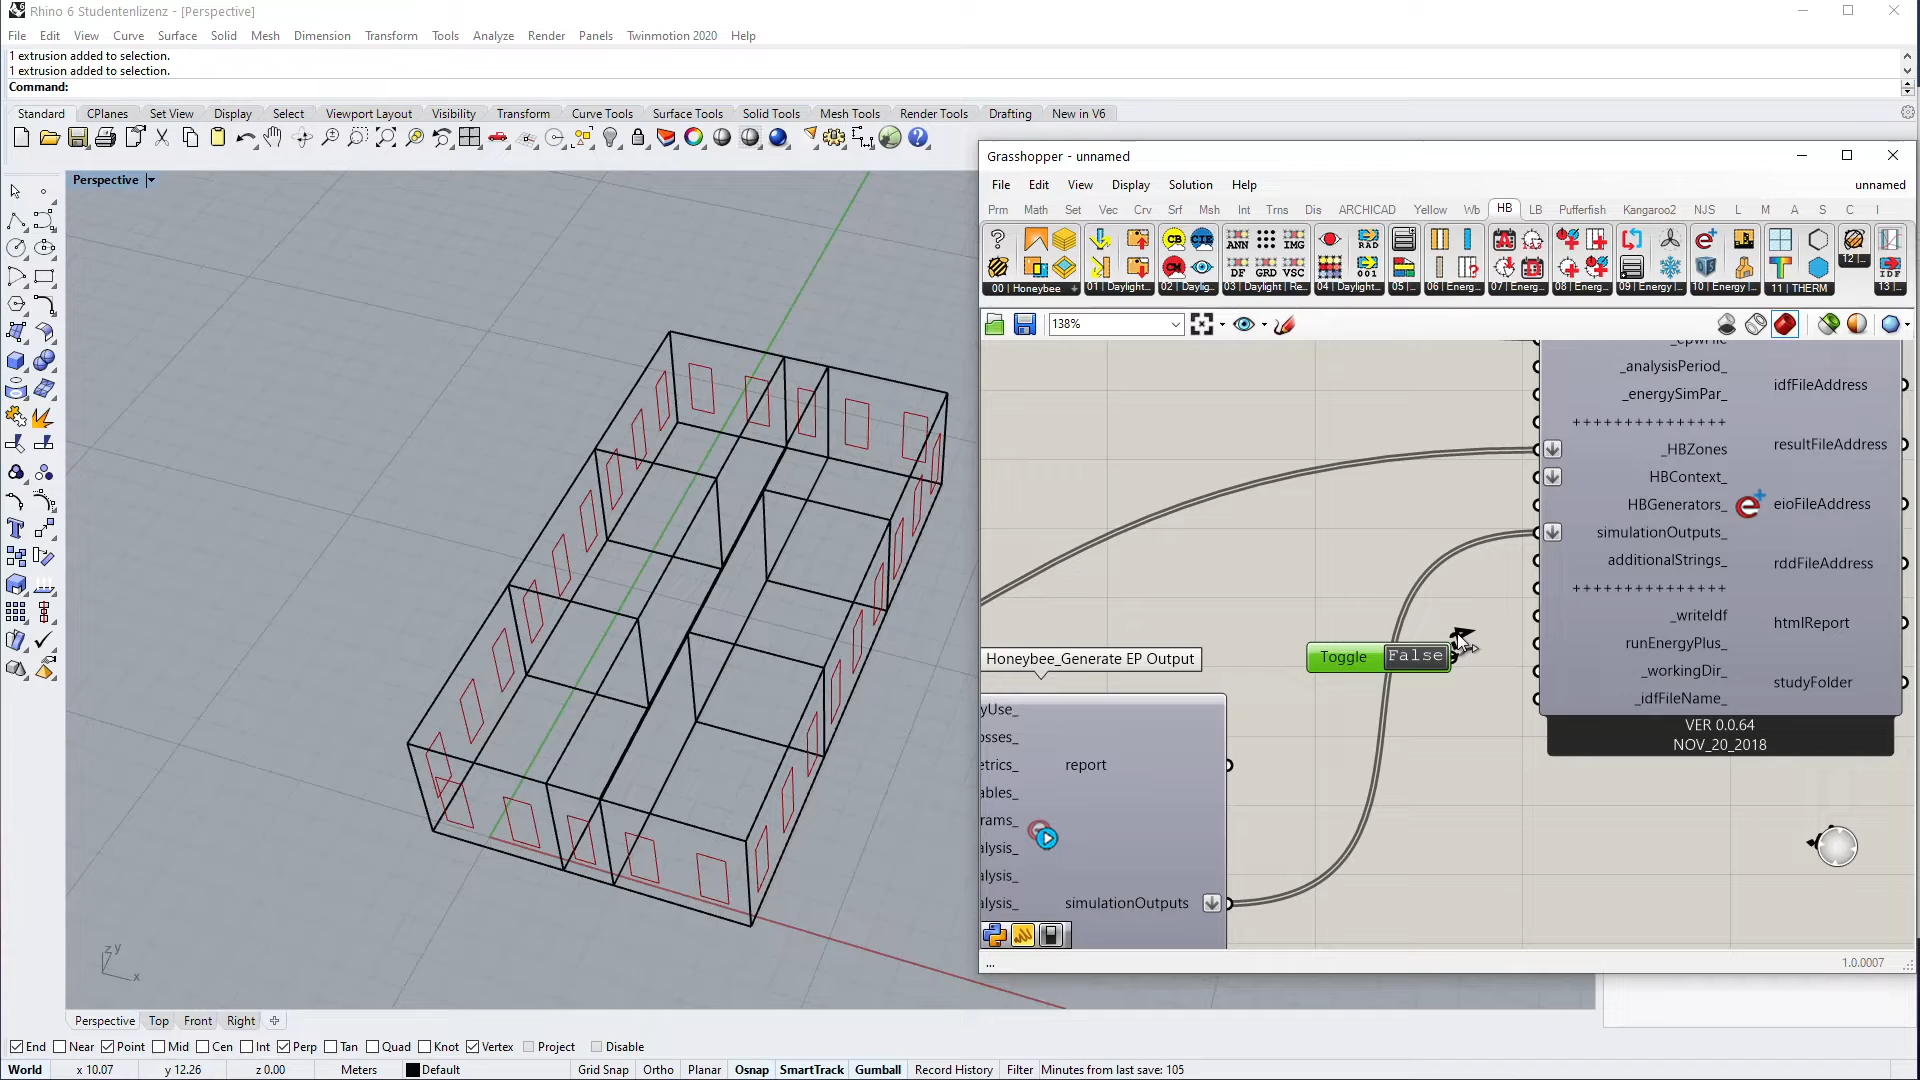 Rhino 6 Studentenlizenz - [Perspective]
File Edit View Curve Surface Solid Mesh Dimension Transform Tools Analyze Render Panels Twinmotion 2020 Help
1 extrusion added to selection.
1 extrusion added to selection.
Command:
Standard CPlanes Set View Display Select Viewport Layout Visibility Transform Curve Tools Surface Tools Solid Tools Mesh Tools Render Tools Drafting New in V6
Perspective
Grasshopper - unnamed
File Edit View Display Solution Help unnamed
Prm Math Set Vec Crv Srf Msh Int Trns Dis ARCHICAD Yellow Wb HB LB Pufferfish Kangaroo2 NJS L M A S C I
00 | Honeybee 01 | Daylight... 02 | Daylig... 03 | Daylight | Re... 04 | Daylight... 05 |... 06 | Energ... 07 | Energ... 08 | Energ... 09 | Energy |... 10 | Energy |... 11 | THERM 12 |... 13 |...
138%
_epwFile
_analysisPeriod_
idfFileAddress
_energySimPar_
+++++++++++++++
resultFileAddress
_HBZones
HBContext_
HBGenerators_
eioFileAddress
simulationOutputs_
additionalStrings_
rddFileAddress
+++++++++++++++
_writeIdf
htmlReport
runEnergyPlus_
_workingDir_
studyFolder
_idfFileName_
VER 0.0.64
NOV_20_2018
Toggle False
Honeybee_Generate EP Output
yUse_
osses_
etrics_
report
ables_
rams_
alysis_
alysis_
alysis_
simulationOutputs
...
1.0.0007
z y
x
Perspective Top Front Right
End Near Point Mid Cen Int Perp Tan Quad Knot Vertex Project Disable
World x 10.07 y 12.26 z 0.00 Meters Default Grid Snap Ortho Planar Osnap SmartTrack Gumball Record History Filter Minutes from last save: 105